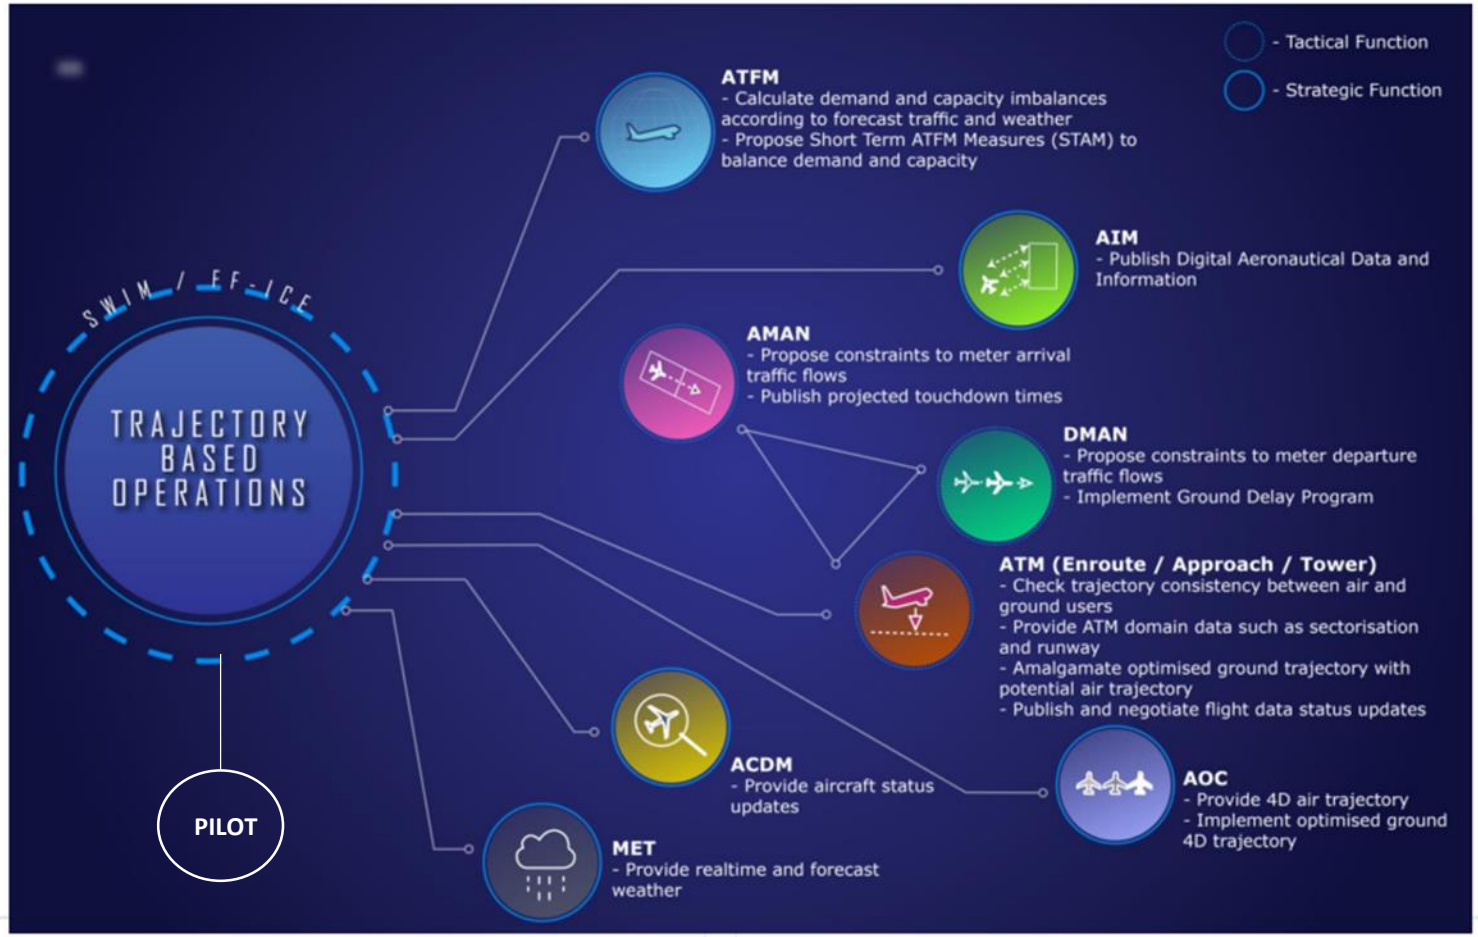 - Tactical Function
- Strategic Function
ATFM
- Calculate demand and capacity imbalances
according to forecast traffic and weather
- Propose Short Term ATFM Measures (STAM) to
balance demand and capacity
AIM
- Publish Digital Aeronautical Data and
Information
SWIM / FF-ICE
TRAJECTORY
BASED
OPERATIONS
AMAN
- Propose constraints to meter arrival
traffic flows
- Publish projected touchdown times
DMAN
- Propose constraints to meter departure
traffic flows
- Implement Ground Delay Program
ATM (Enroute / Approach / Tower)
- Check trajectory consistency between air and
ground users
- Provide ATM domain data such as sectorisation
and runway
- Amalgamate optimised ground trajectory with
potential air trajectory
- Publish and negotiate flight data status updates
ACDM
- Provide aircraft status
updates
AOC
- Provide 4D air trajectory
- Implement optimised ground
4D trajectory
PILOT
MET
- Provide realtime and forecast
weather